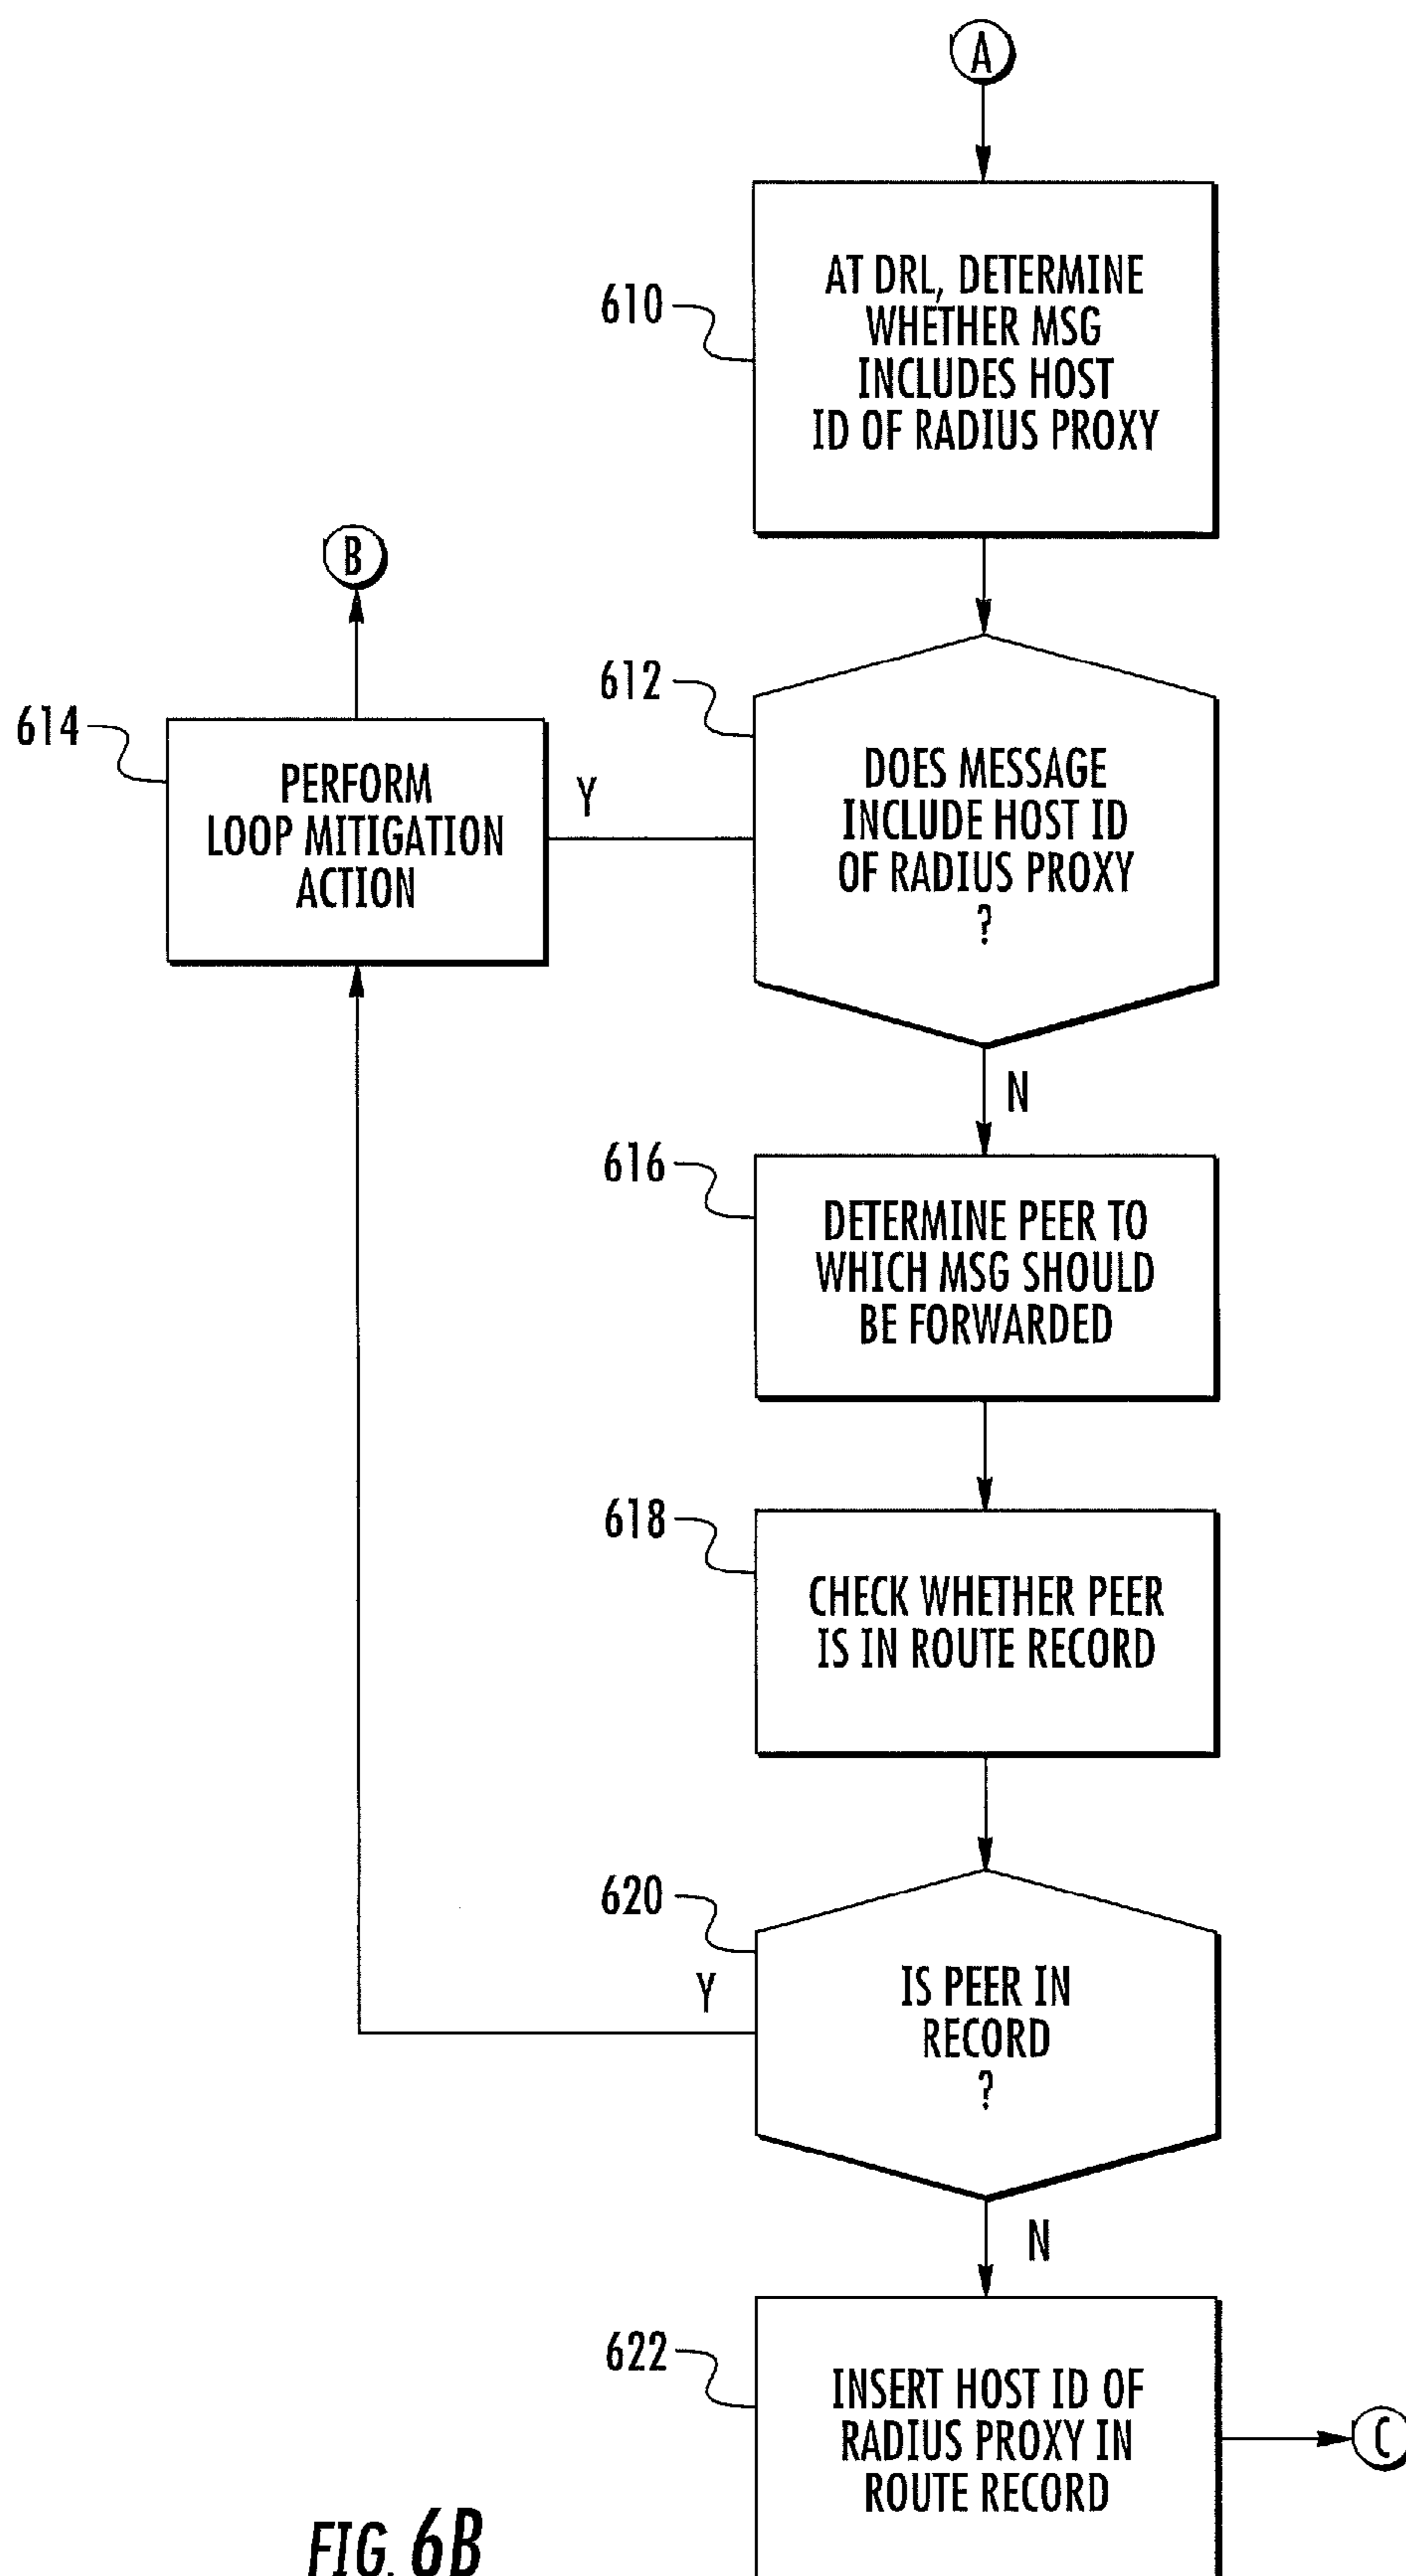 A
610
AT DRL, DETERMINE
WHETHER MSG
INCLUDES HOST
ID OF RADIUS PROXY
B
612
614
PERFORM
LOOP MITIGATION
ACTION
Y
DOES MESSAGE
INCLUDE HOST ID
OF RADIUS PROXY
?
N
616
DETERMINE PEER TO
WHICH MSG SHOULD
BE FORWARDED
618
CHECK WHETHER PEER
IS IN ROUTE RECORD
620
Y
IS PEER IN
RECORD
?
N
622
INSERT HOST ID OF
RADIUS PROXY IN
ROUTE RECORD
C
FIG. 6B